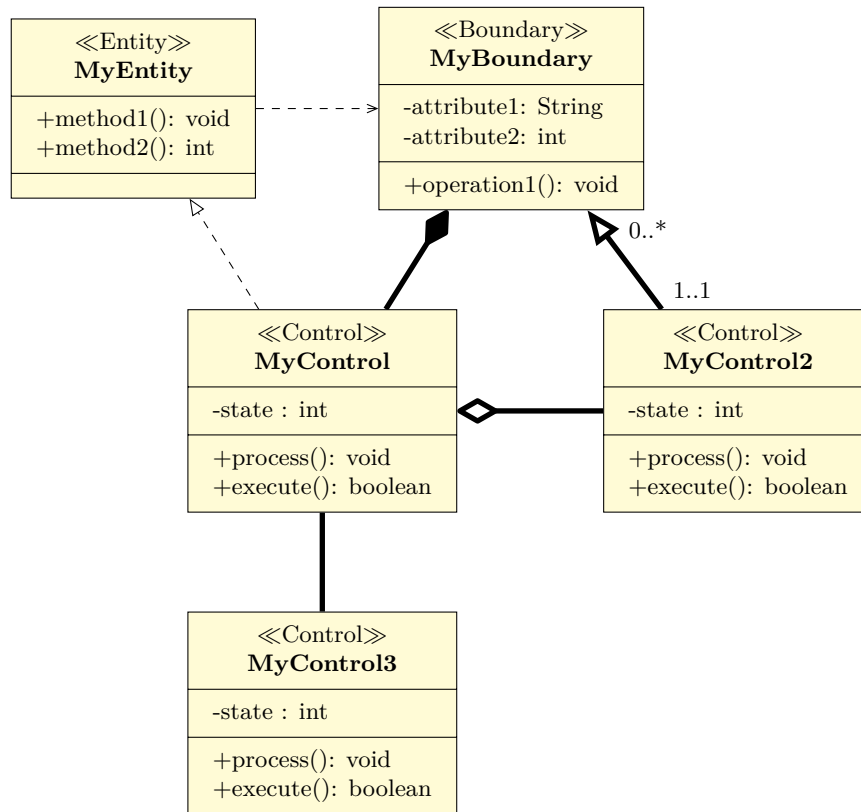 ≪Entity≫
MyEntity
+method1(): void
+method2(): int
≪Boundary≫
MyBoundary
-attribute1: String
-attribute2: int
+operation1(): void
0..*
1..1
≪Control≫
MyControl
-state : int
+process(): void
+execute(): boolean
≪Control≫
MyControl2
-state : int
+process(): void
+execute(): boolean
≪Control≫
MyControl3
-state : int
+process(): void
+execute(): boolean